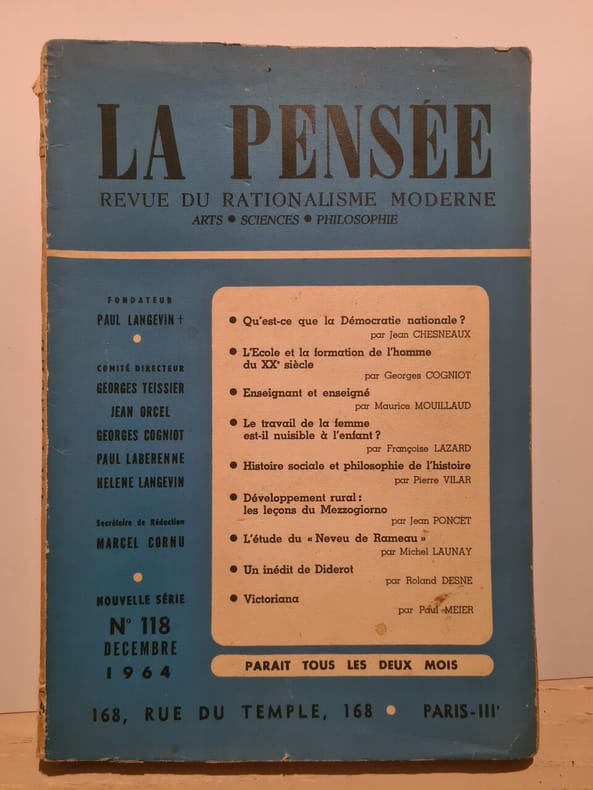 LA PENSÉE
REVUE DU RATIONALISME MODERNE
ARTS • SCIENCES • PHILOSOPHIE
FONDATEUR
PAUL LANGEVIN †
COMITÉ DIRECTEUR
GEORGES TEISSIER
JEAN ORCEL
GEORGES COGNIOT
PAUL LABERENNE
HELENE LANGEVIN
Secrétaire de Rédaction
MARCEL CORNU
NOUVELLE SÉRIE
N° 118
DECEMBRE
1964
• Qu'est-ce que la Démocratie nationale ?
par Jean CHESNEAUX
• L'Ecole et la formation de l'homme
du XXe siècle
par Georges COGNIOT
• Enseignant et enseigné
par Maurice MOUILLAUD
• Le travail de la femme
est-il nuisible à l'enfant ?
par Françoise LAZARD
• Histoire sociale et philosophie de l'histoire
par Pierre VILAR
• Développement rural :
les leçons du Mezzogiorno
par Jean PONCET
• L'étude du « Neveu de Rameau »
par Michel LAUNAY
• Un inédit de Diderot
par Roland DESNE
• Victoriana
par Paul MEIER
PARAIT TOUS LES DEUX MOIS
168, RUE DU TEMPLE, 168 • PARIS-IIIe